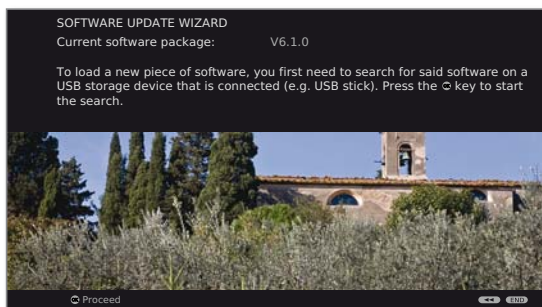 SOFTWARE UPDATE WIZARD
Current software package: V6.1.0
To load a new piece of software, you first need to search for said software on a
USB storage device that is connected (e.g. USB stick). Press the OK key to start
the search.
OK Proceed
◄◄ END